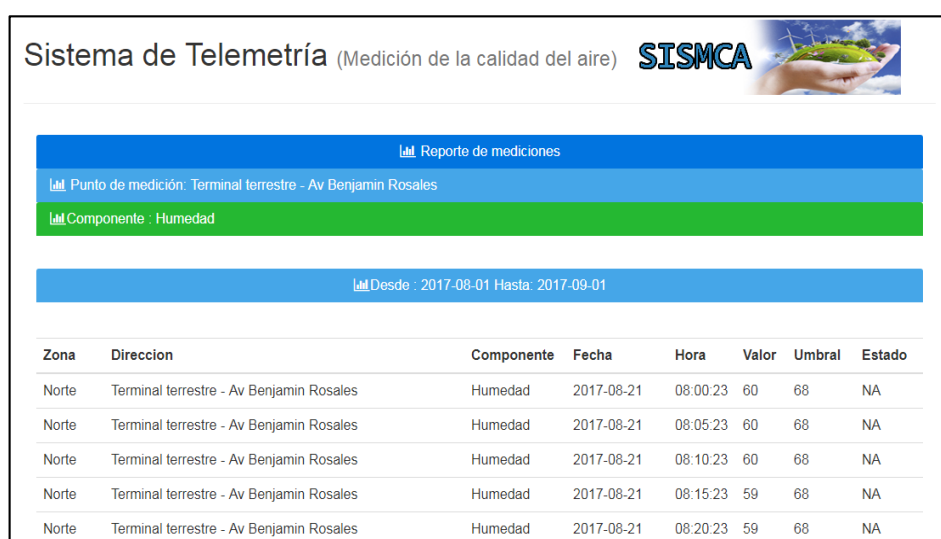 Sistema de Telemetría (Medición de la calidad del aire) SISMCA
Reporte de mediciones
Punto de medición: Terminal terrestre - Av Benjamin Rosales
Componente : Humedad
Desde : 2017-08-01 Hasta: 2017-09-01
Zona Direccion Componente Fecha Hora Valor Umbral Estado
Norte Terminal terrestre - Av Benjamin Rosales Humedad 2017-08-21 08:00:23 60 68 NA
Norte Terminal terrestre - Av Benjamin Rosales Humedad 2017-08-21 08:05:23 60 68 NA
Norte Terminal terrestre - Av Benjamin Rosales Humedad 2017-08-21 08:10:23 60 68 NA
Norte Terminal terrestre - Av Benjamin Rosales Humedad 2017-08-21 08:15:23 59 68 NA
Norte Terminal terrestre - Av Benjamin Rosales Humedad 2017-08-21 08:20:23 59 68 NA